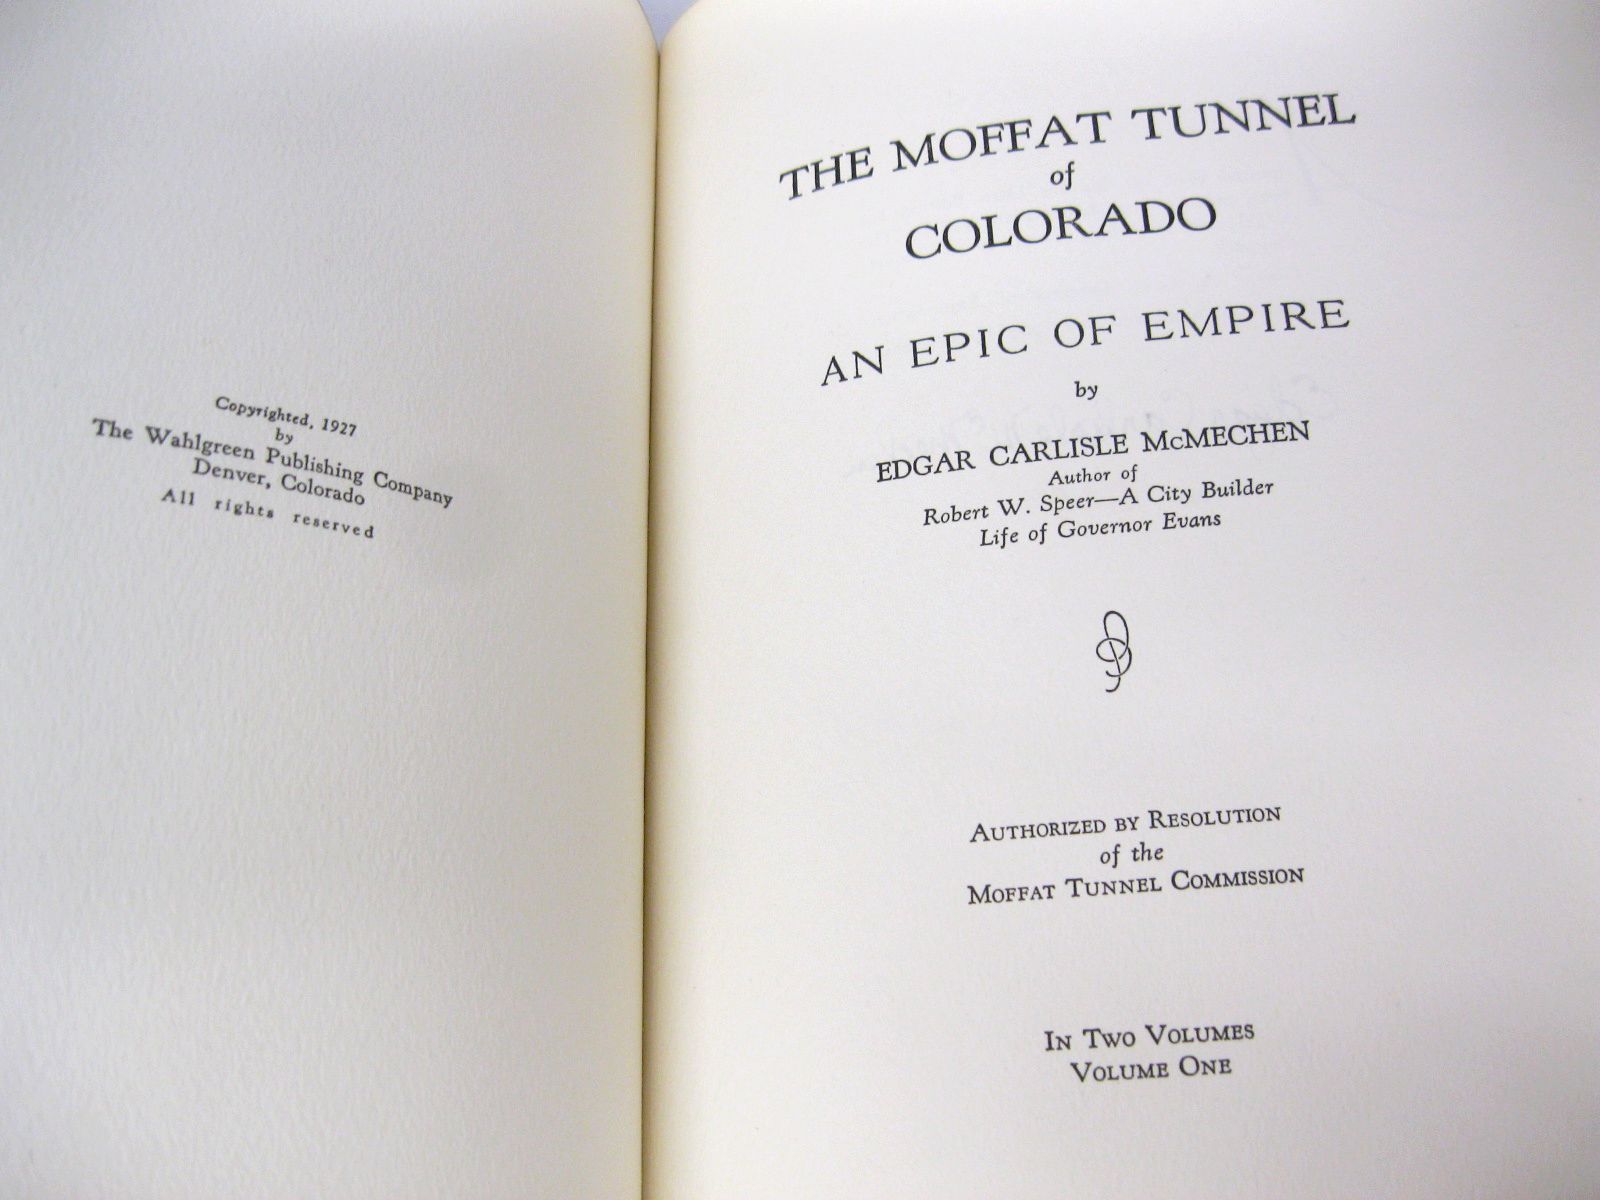 Copyrighted, 1927
by
The Wahlgreen Publishing Company
Denver, Colorado
All rights reserved
THE MOFFAT TUNNEL
of
COLORADO
AN EPIC OF EMPIRE
by
EDGAR CARLISLE McMECHEN
Author of
Robert W. Speer—A City Builder
Life of Governor Evans
AUTHORIZED BY RESOLUTION
of the
MOFFAT TUNNEL COMMISSION
IN TWO VOLUMES
VOLUME ONE